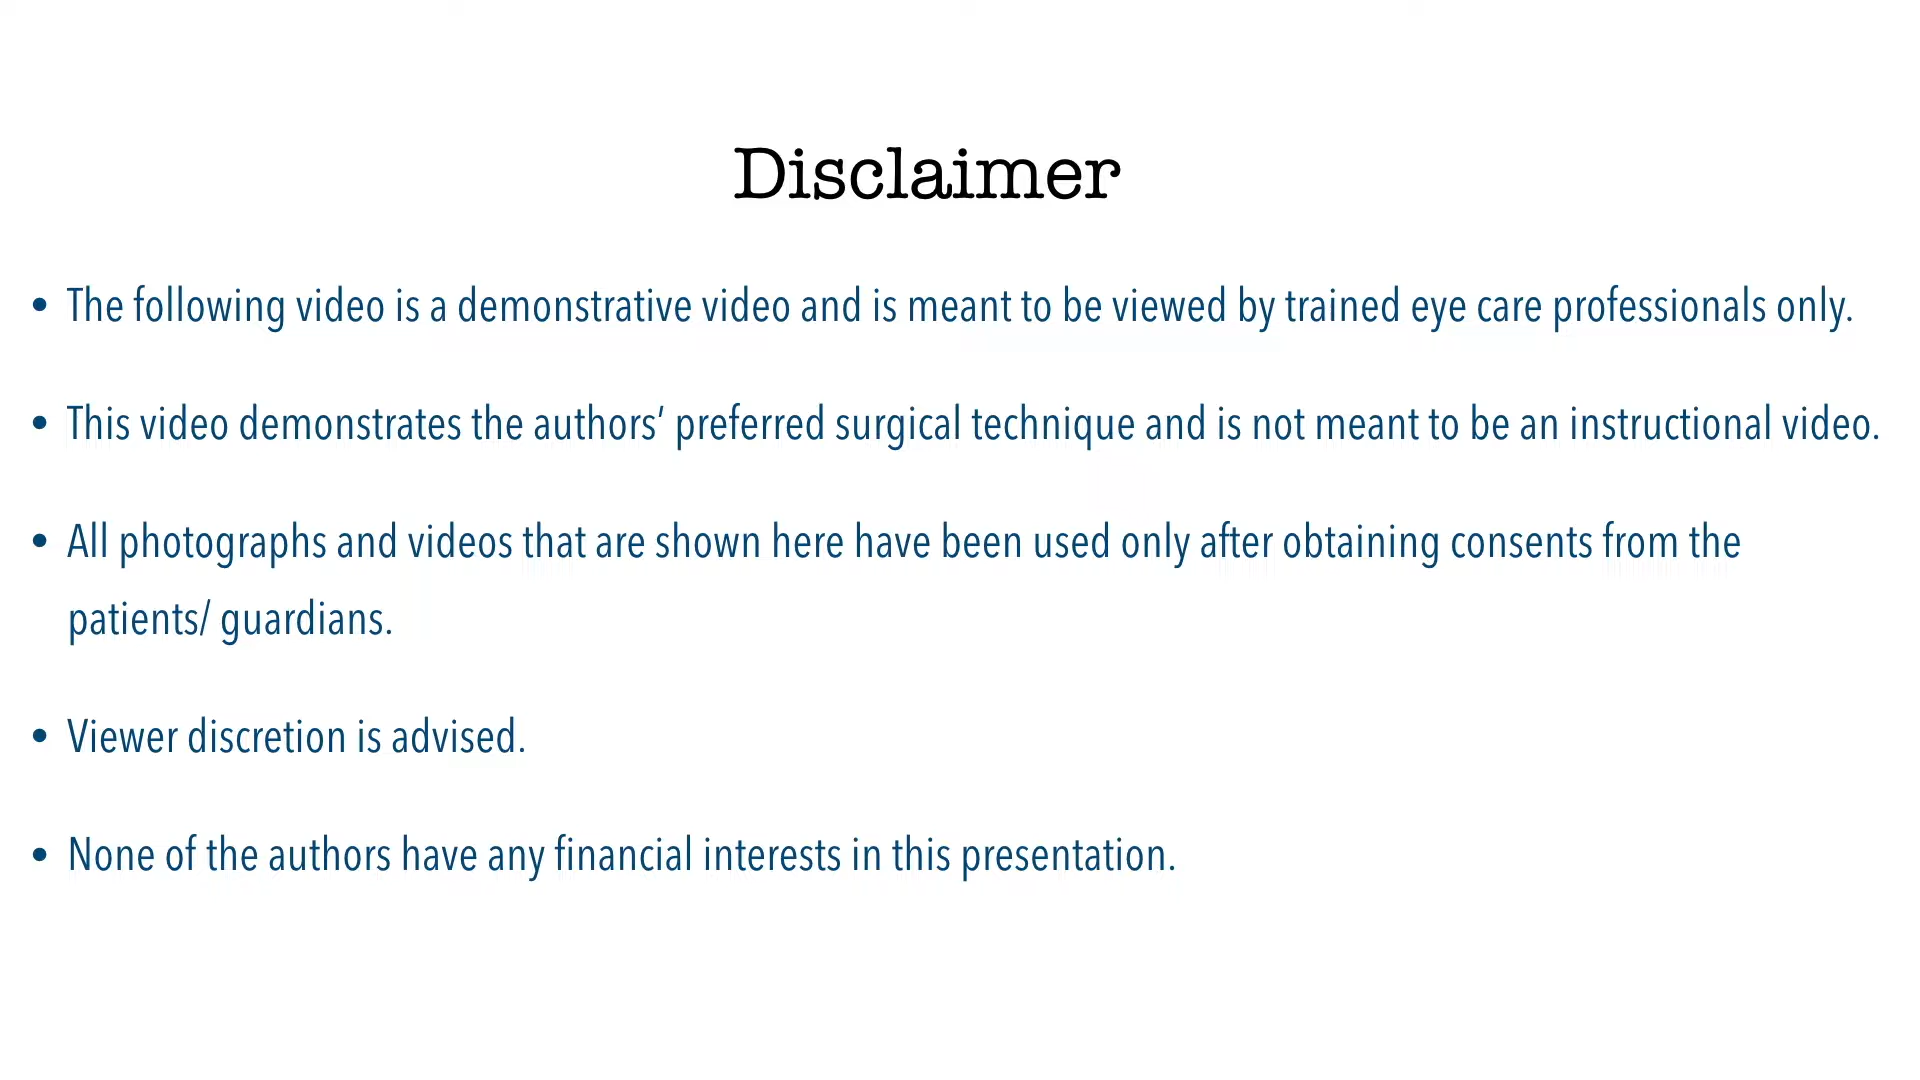 Disclaimer
• The following video is a demonstrative video and is meant to be viewed by trained eye care professionals only.
• This video demonstrates the authors’ preferred surgical technique and is not meant to be an instructional video.
• All photographs and videos that are shown here have been used only after obtaining consents from the
patients/ guardians.
• Viewer discretion is advised.
• None of the authors have any financial interests in this presentation.